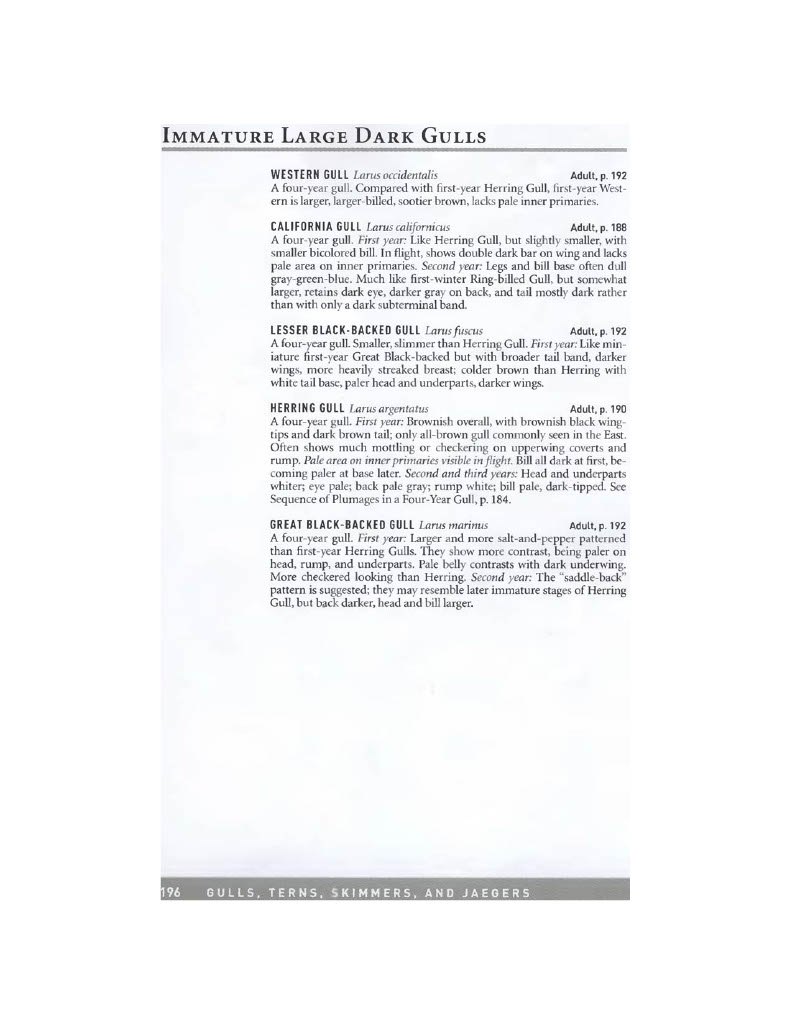 IMMATURE LARGE DARK GULLS
WESTERN GULL Larus occidentalis Adult, p. 192
A four-year gull. Compared with first-year Herring Gull, first-year West-
ern is larger, larger-billed, sootier brown, lacks pale inner primaries.
CALIFORNIA GULL Larus californicus Adult, p. 188
A four-year gull. First year: Like Herring Gull, but slightly smaller, with
smaller bicolored bill. In flight, shows double dark bar on wing and lacks
pale area on inner primaries. Second year: Legs and bill base often dull
gray-green-blue. Much like first-winter Ring-billed Gull, but somewhat
larger, retains dark eye, darker gray on back, and tail mostly dark rather
than with only a dark subterminal band.
LESSER BLACK-BACKED GULL Larus fuscus Adult, p. 192
A four-year gull. Smaller, slimmer than Herring Gull. First year: Like min-
iature first-year Great Black-backed but with broader tail band, darker
wings, more heavily streaked breast; colder brown than Herring with
white tail base, paler head and underparts, darker wings.
HERRING GULL Larus argentatus Adult, p. 190
A four-year gull. First year: Brownish overall, with brownish black wing-
tips and dark brown tail; only all-brown gull commonly seen in the East.
Often shows much mottling or checkering on upperwing coverts and
rump. Pale area on inner primaries visible in flight. Bill all dark at first, be-
coming paler at base later. Second and third years: Head and underparts
whiter; eye pale; back pale gray; rump white; bill pale, dark-tipped. See
Sequence of Plumages in a Four-Year Gull, p. 184.
GREAT BLACK-BACKED GULL Larus marinus Adult, p. 192
A four-year gull. First year: Larger and more salt-and-pepper patterned
than first-year Herring Gulls. They show more contrast, being paler on
head, rump, and underparts. Pale belly contrasts with dark underwing.
More checkered looking than Herring. Second year: The “saddle-back”
pattern is suggested; they may resemble later immature stages of Herring
Gull, but back darker, head and bill larger.
196 GULLS, TERNS, SKIMMERS, AND JAEGERS